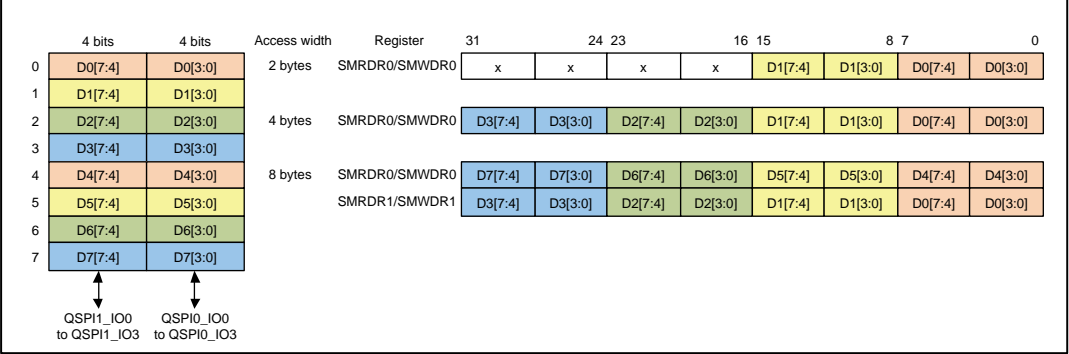 4 bits 4 bits Access width Register 31 24 23 16 15 8 7 0
0 D0[7:4] D0[3:0] 2 bytes SMRDR0/SMWDR0 x x x x D1[7:4] D1[3:0] D0[7:4] D0[3:0]
1 D1[7:4] D1[3:0]
2 D2[7:4] D2[3:0] 4 bytes SMRDR0/SMWDR0 D3[7:4] D3[3:0] D2[7:4] D2[3:0] D1[7:4] D1[3:0] D0[7:4] D0[3:0]
3 D3[7:4] D3[3:0]
4 D4[7:4] D4[3:0] 8 bytes SMRDR0/SMWDR0 D7[7:4] D7[3:0] D6[7:4] D6[3:0] D5[7:4] D5[3:0] D4[7:4] D4[3:0]
5 D5[7:4] D5[3:0] SMRDR1/SMWDR1 D3[7:4] D3[3:0] D2[7:4] D2[3:0] D1[7:4] D1[3:0] D0[7:4] D0[3:0]
6 D6[7:4] D6[3:0]
7 D7[7:4] D7[3:0]
QSPI1_IO0 QSPI0_IO0
to QSPI1_IO3 to QSPI0_IO3